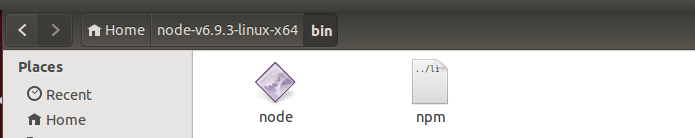 Home node-v6.9.3-linux-x64 bin
Places
Recent
Home
../li
node npm